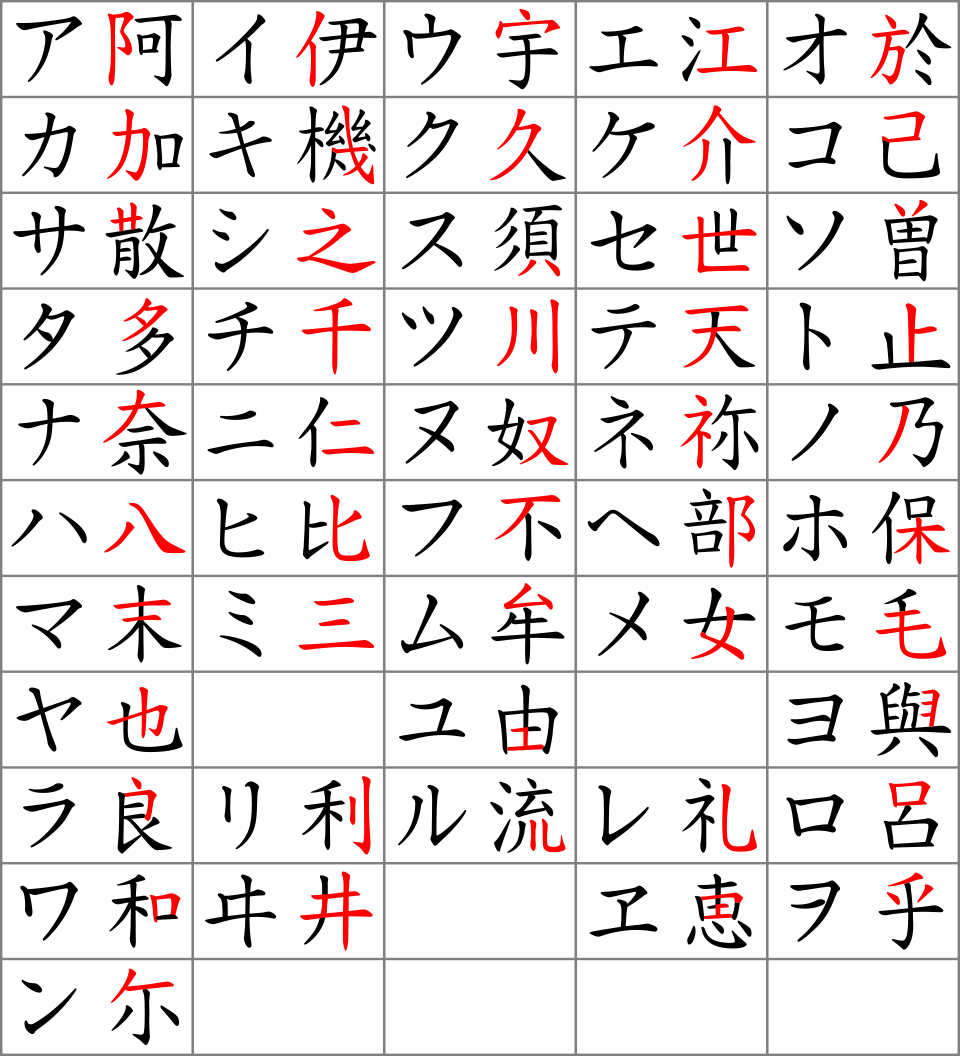 ア 阿 イ 伊 ウ 宇 エ 江 オ 於
カ 加 キ 機 ク 久 ケ 介 コ 己
サ 散 シ 之 ス 須 セ 世 ソ 曽
タ 多 チ 千 ツ 川 テ 天 ト 止
ナ 奈 ニ 仁 ヌ 奴 ネ 祢 ノ 乃
ハ 八 ヒ 比 フ 不 ヘ 部 ホ 保
マ 末 ミ 三 ム 牟 メ 女 モ 毛
ヤ 也 ユ 由 ヨ 與
ラ 良 リ 利 ル 流 レ 礼 ロ 呂
ワ 和 ヰ 井 ヱ 恵 ヲ 乎
ン 尓